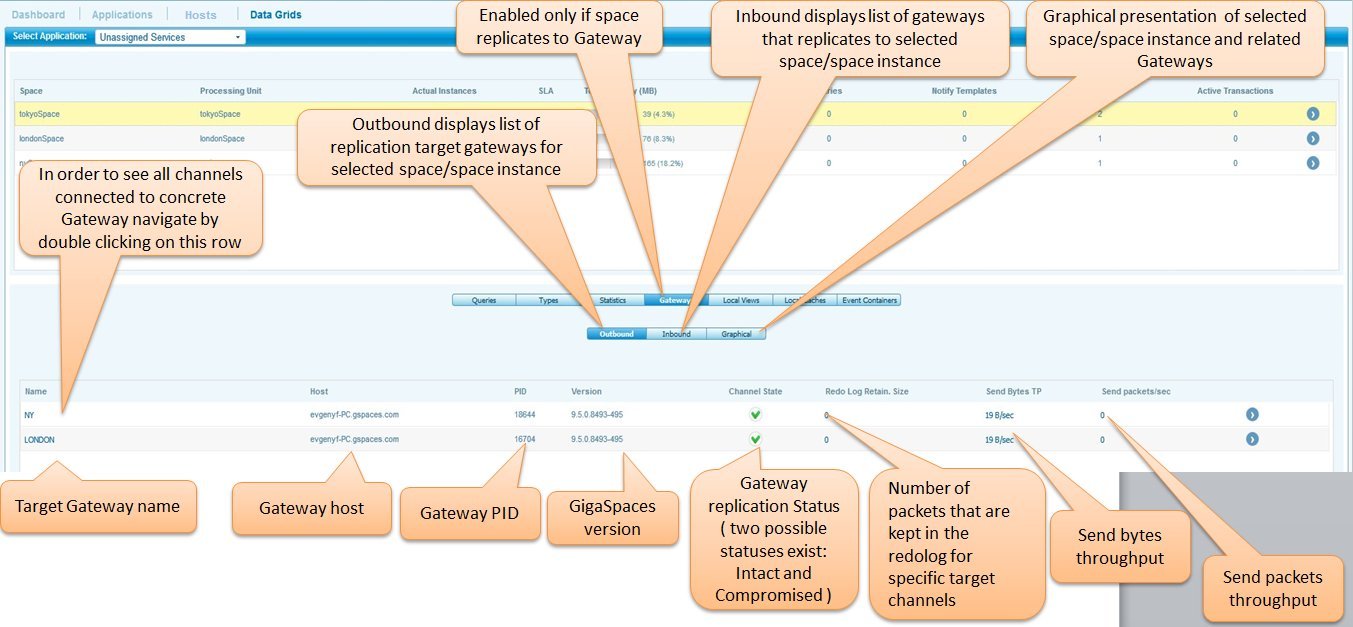 Dashboard Applications Hosts Data Grids
Select Application: Unassigned Services
Enabled only if space
replicates to Gateway
Inbound displays list of gateways
that replicates to selected
space/space instance
Graphical presentation of selected
space/space instance and related
Gateways
Space Processing Unit Actual Instances SLA (MB) Notify Templates Active Transactions
tokyoSpace tokyoSpace 39 (4.3%) 0 0 2 0
londonSpace londonSpace 76 (8.3%) 0 0 1 0
165 (18.2%) 0 0 1 0
Outbound displays list of
replication target gateways for
selected space/space instance
In order to see all channels
connected to concrete
Gateway navigate by
double clicking on this row
Queries Types Statistics Gateway Local Views Local Caches Event Containers
Outbound Inbound Graphical
Name Host PID Version Channel State Redo Log Retain. Size Send Bytes TP Send packets/sec
NY evgenyf-PC.gspaces.com 18644 9.5.0.8493-495 0 19 B/sec 0
LONDON evgenyf-PC.gspaces.com 16704 9.5.0.8493-495 0 19 B/sec 0
Target Gateway name
Gateway host
Gateway PID
GigaSpaces
version
Gateway
replication Status
( two possible
statuses exist:
Intact and
Compromised )
Number of
packets that are
kept in the
redolog for
specific target
channels
Send bytes
throughput
Send packets
throughput